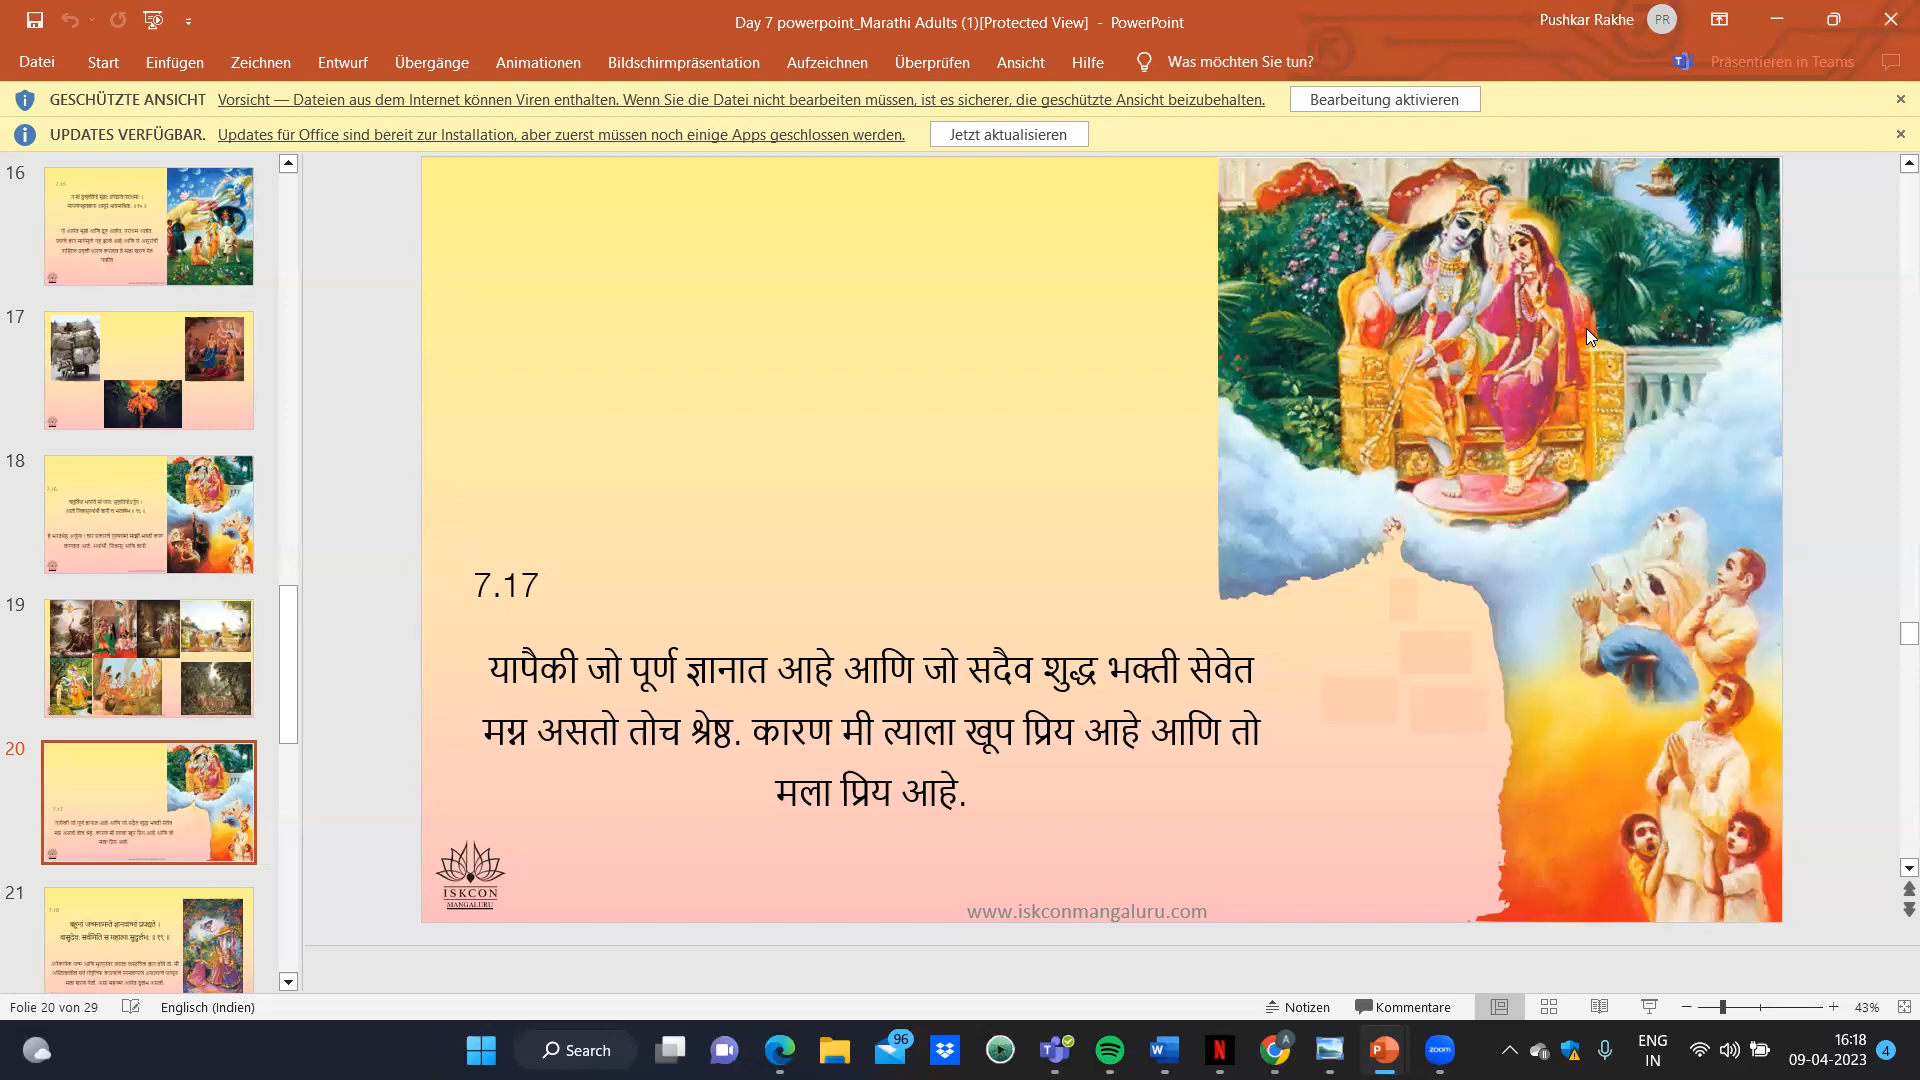 Day 7 powerpoint_Marathi Adults (1)[Protected View] - PowerPoint
Pushkar Rakhe PR
Datei Start Einfügen Zeichnen Entwurf Übergänge Animationen Bildschirmpräsentation Aufzeichnen Überprüfen Ansicht Hilfe Was möchten Sie tun? Präsentieren in Teams
GESCHÜTZTE ANSICHT Vorsicht — Dateien aus dem Internet können Viren enthalten. Wenn Sie die Datei nicht bearbeiten müssen, ist es sicherer, die geschützte Ansicht beizubehalten. Bearbeitung aktivieren
UPDATES VERFÜGBAR. Updates für Office sind bereit zur Installation, aber zuerst müssen noch einige Apps geschlossen werden. Jetzt aktualisieren
16
17
18
19
20
21
7.17
यापैकी जो पूर्ण ज्ञानात आहे आणि जो सदैव शुद्ध भक्ती सेवेत
मग्न असतो तोच श्रेष्ठ. कारण मी त्याला खूप प्रिय आहे आणि तो
मला प्रिय आहे.
ISKCON
MANGALURU
www.iskconmangaluru.com
Folie 20 von 29 Englisch (Indien) Notizen Kommentare 43%
Search 96 zoom ENG 16:18
IN 09-04-2023 4